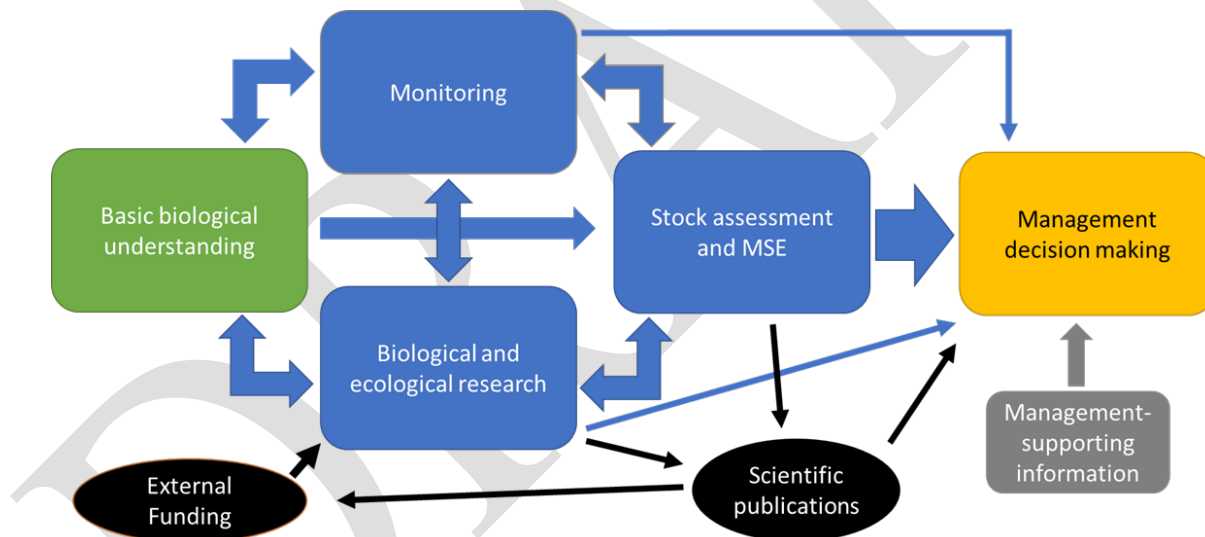 Monitoring
Basic biological
understanding
Stock assessment
and MSE
Management
decision making
Biological and
ecological research
Management-
supporting
information
External
Funding
Scientific
publications
DRAFT